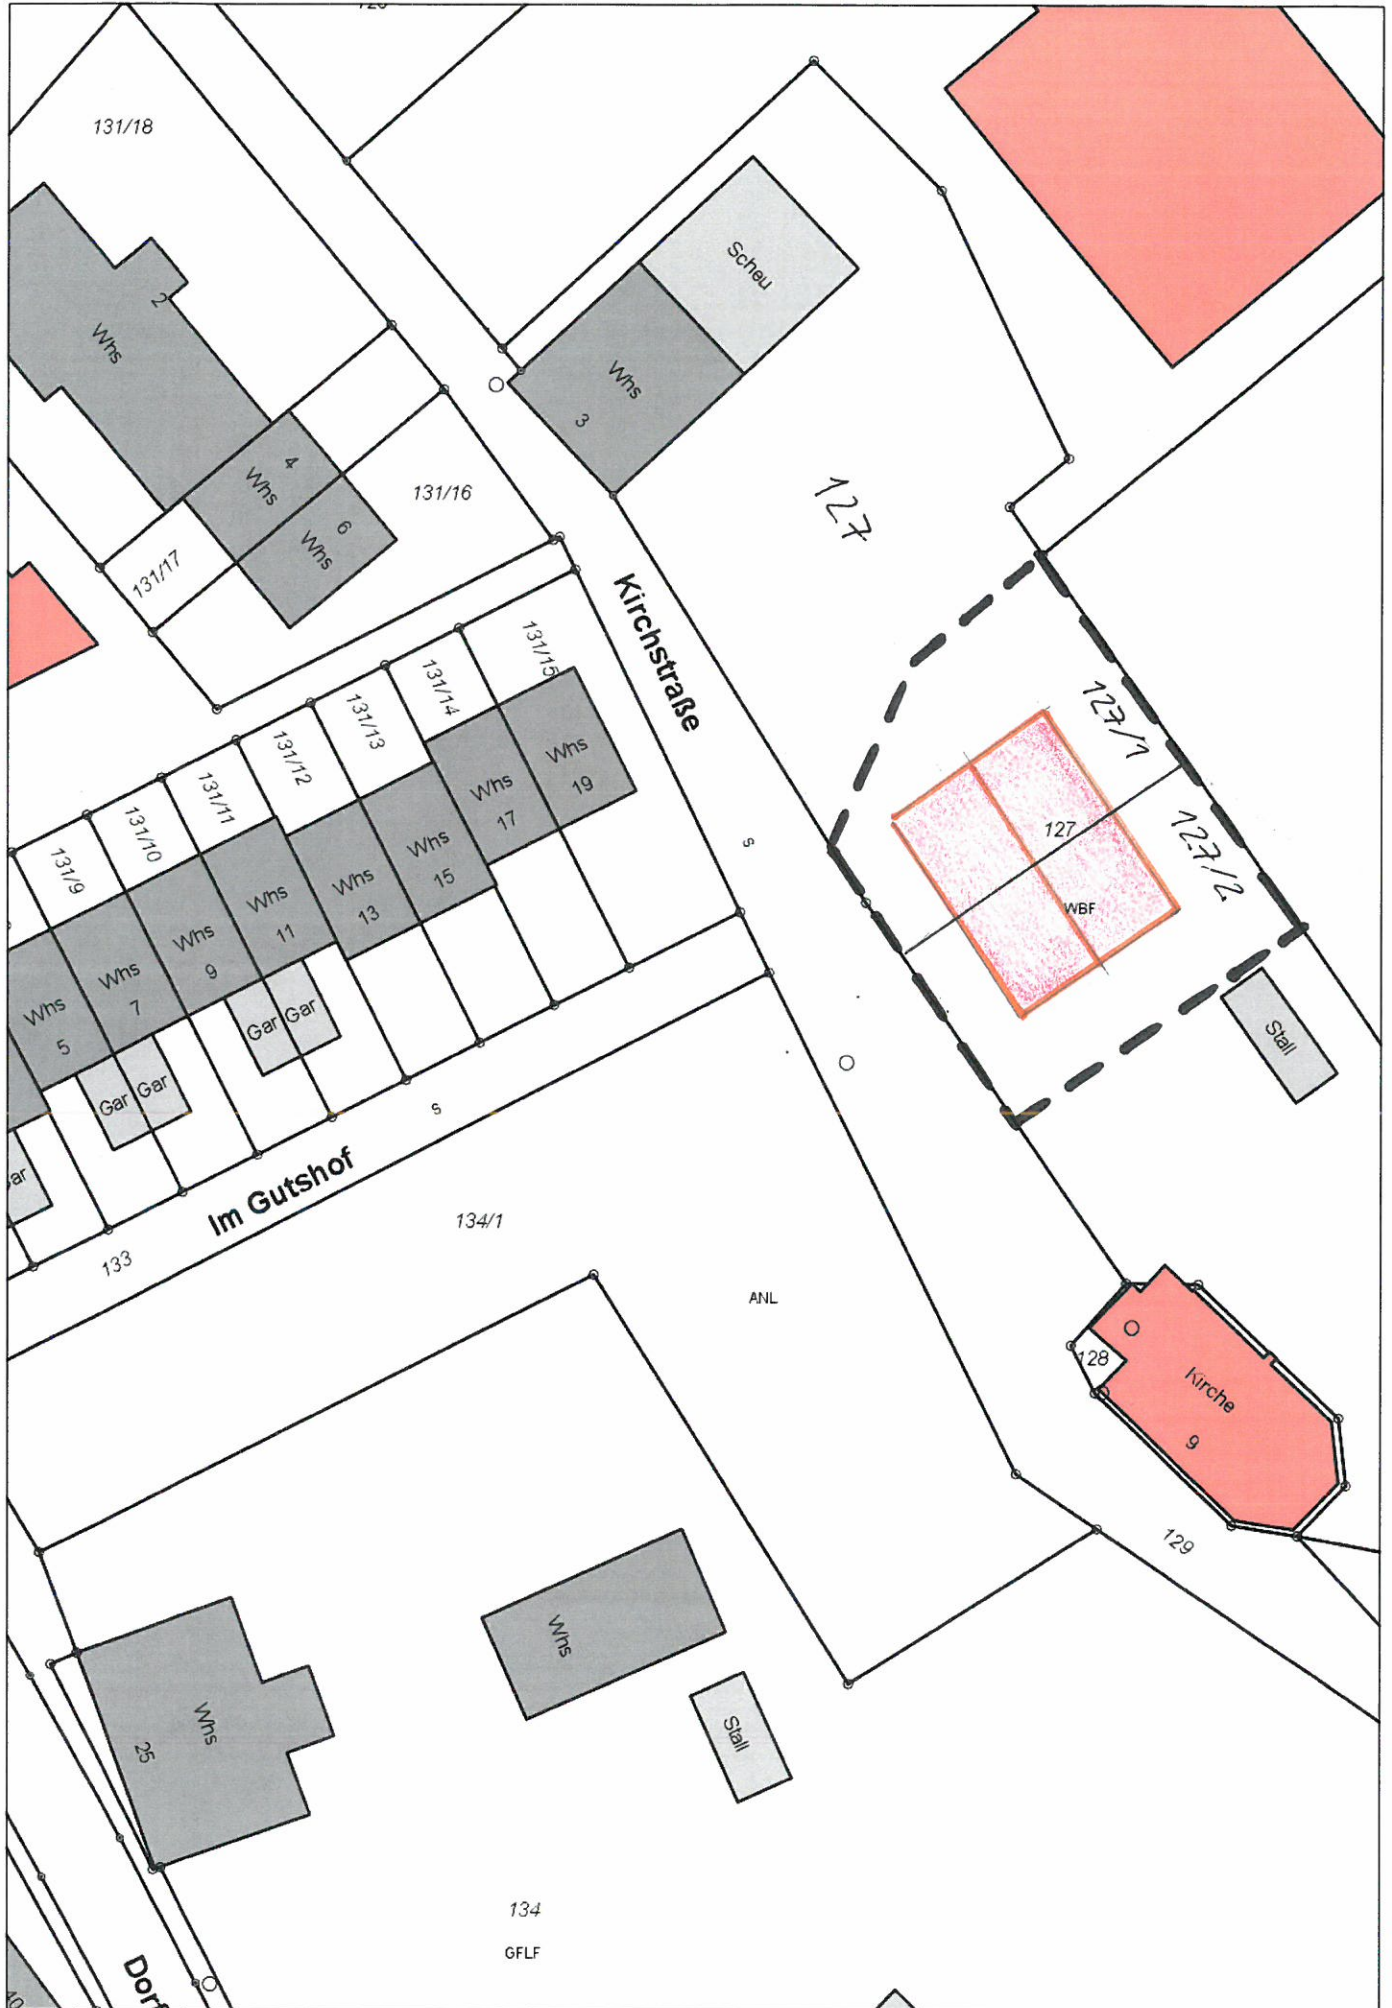 131/18
2
Whs
Scheu
Whs
3
4
Whs
6
Whs
131/16
131/17
127
Kirchstraße
131/15
131/14
131/13
131/12
131/11
131/10
131/9
Whs
19
Whs
17
Whs
15
Whs
13
Whs
11
Whs
9
Whs
7
Whs
5
Gar
Gar
Gar
Gar
s
127/1
127
127/2
WBF
Stall
s
Im Gutshof
133
134/1
ANL
128
Kirche
9
129
Whs
Stall
Whs
25
134
GFLF